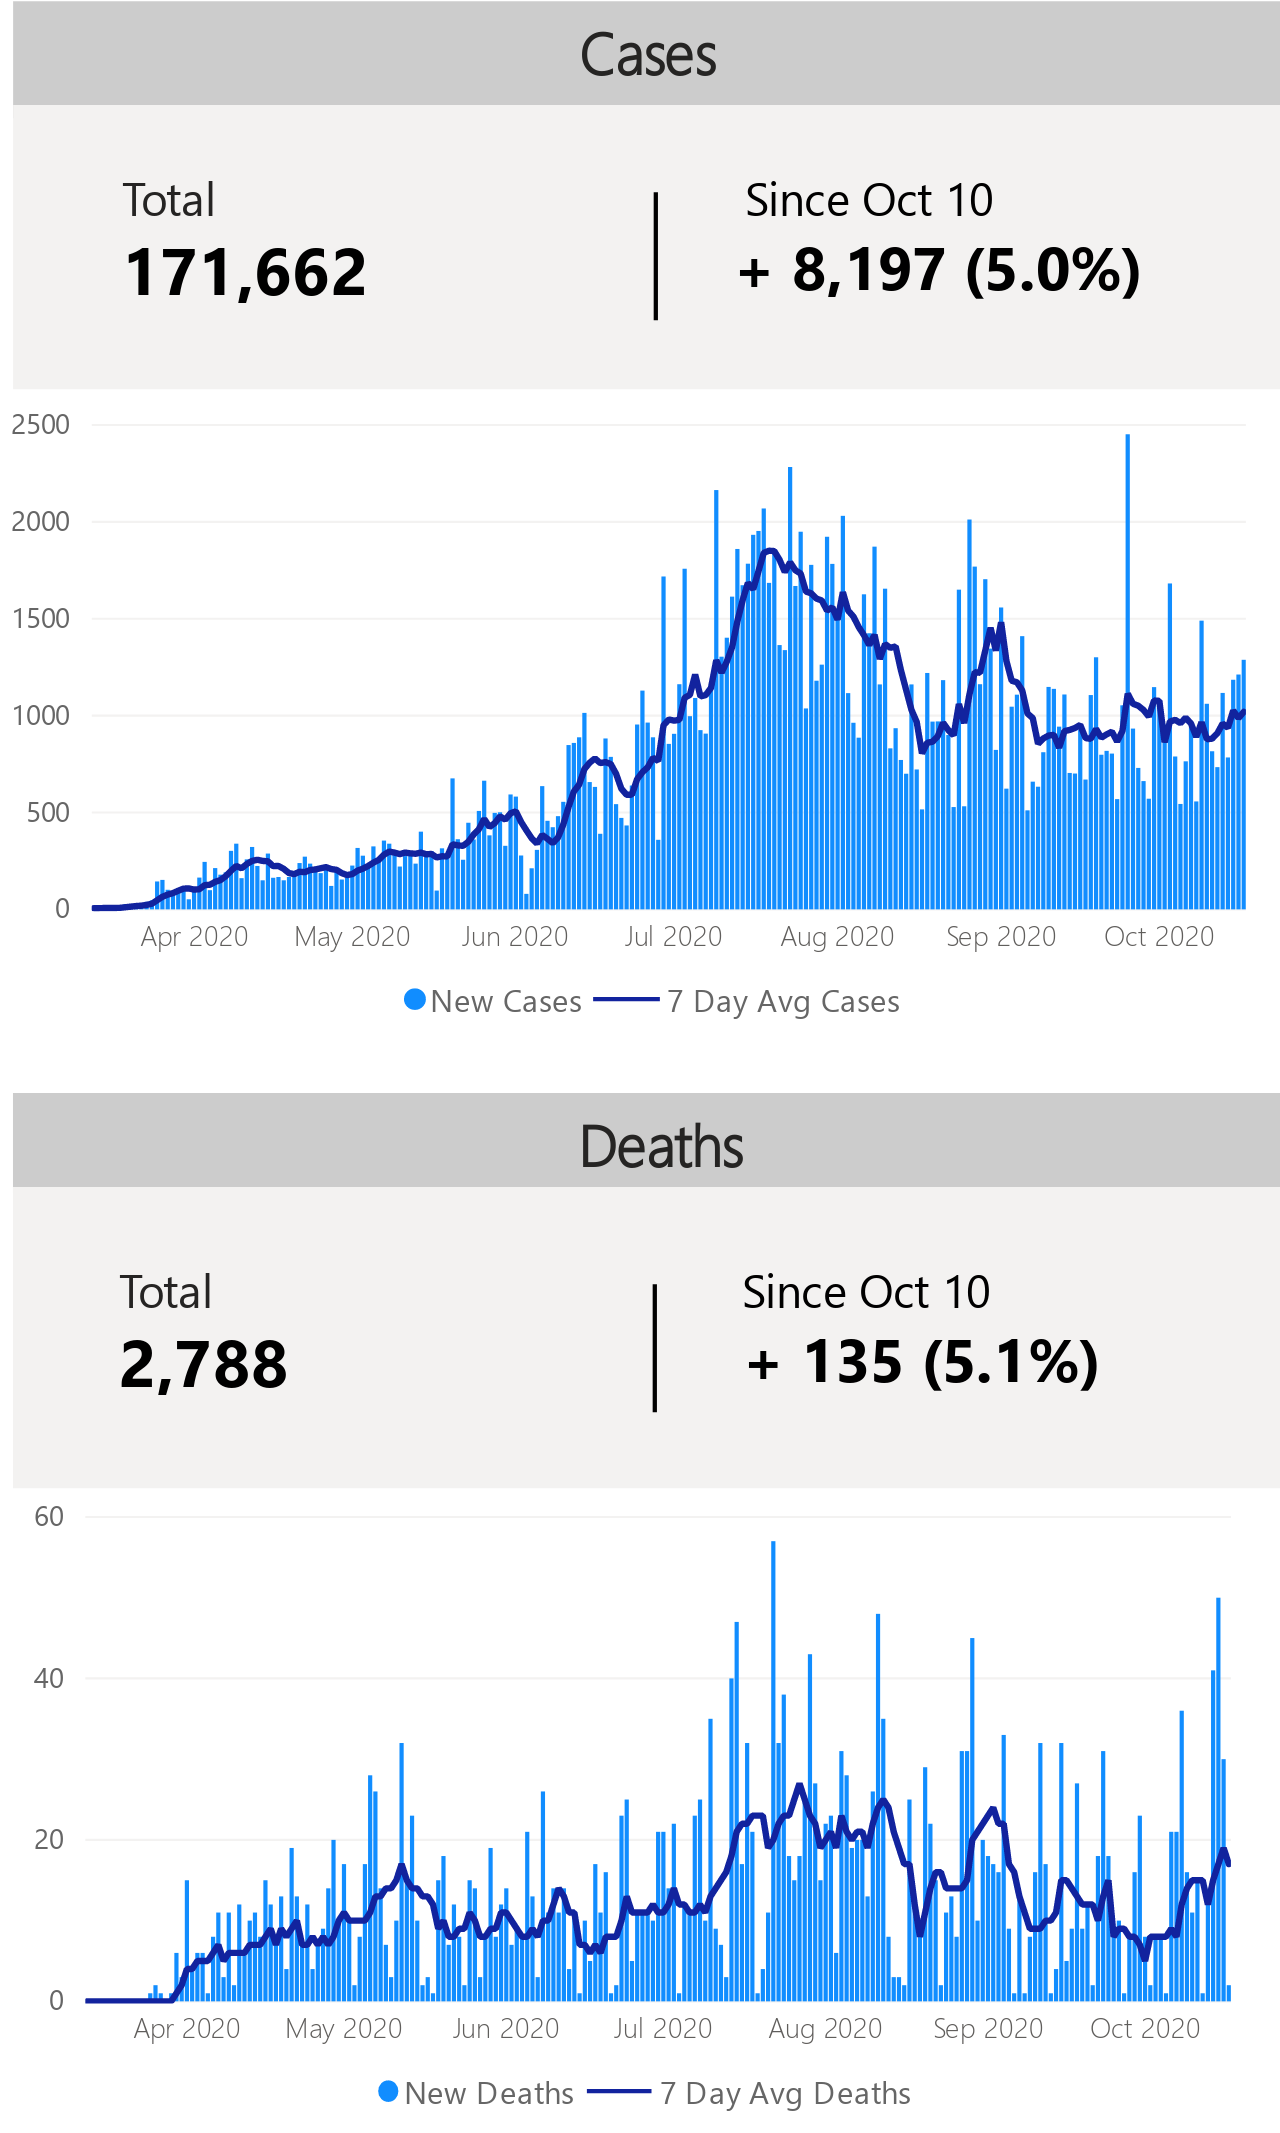 Cases
Total
171,662
Since Oct 10
+ 8,197 (5.0%)
2500
2000
1500
1000
500
0
Apr 2020 May 2020 Jun 2020 Jul 2020 Aug 2020 Sep 2020 Oct 2020
New Cases 7 Day Avg Cases
Deaths
Total
2,788
Since Oct 10
+ 135 (5.1%)
60
40
20
0
Apr 2020 May 2020 Jun 2020 Jul 2020 Aug 2020 Sep 2020 Oct 2020
New Deaths 7 Day Avg Deaths